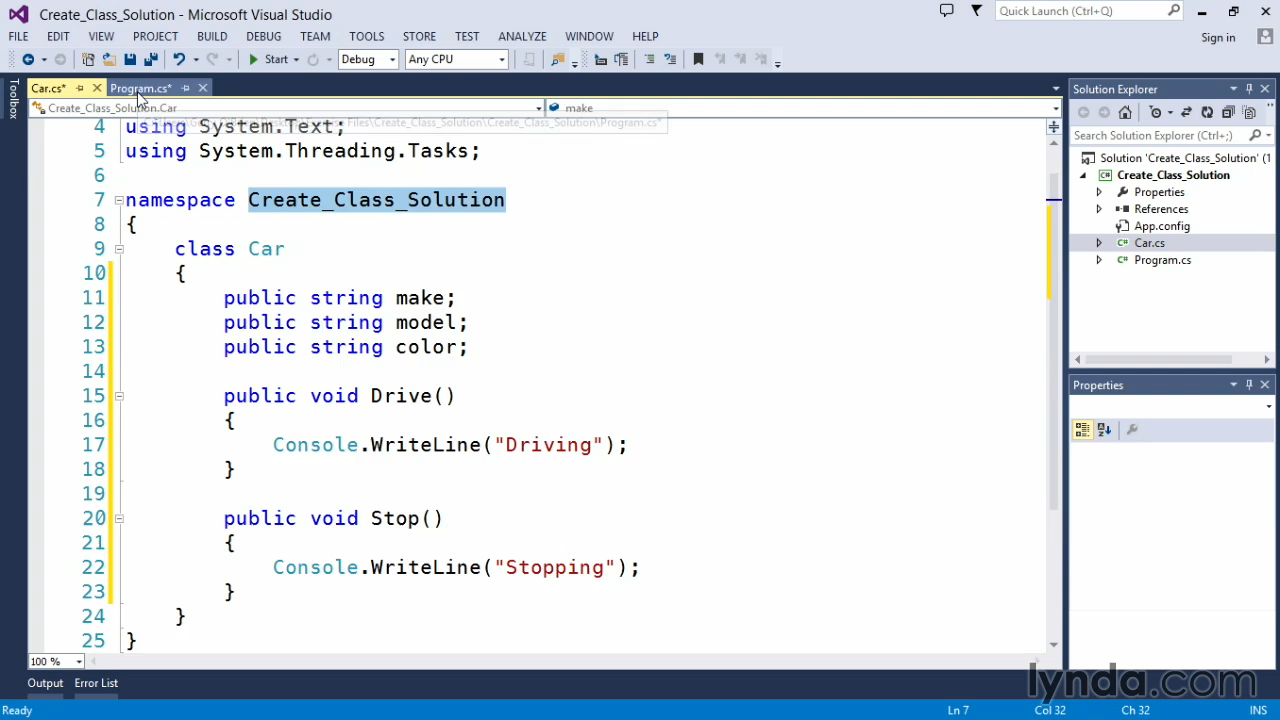 Create_Class_Solution - Microsoft Visual Studio
Quick Launch (Ctrl+Q)
FILE EDIT VIEW PROJECT BUILD DEBUG TEAM TOOLS STORE TEST ANALYZE WINDOW HELP
Sign in
Start Debug Any CPU
Toolbox
Car.cs* Program.cs*
Create_Class_Solution.Car make
Files\Create_Class_Solution\Create_Class_Solution\Program.cs*
4 using System.Text;
5 using System.Threading.Tasks;
6
7 namespace Create_Class_Solution
8 {
9 class Car
10 {
11 public string make;
12 public string model;
13 public string color;
14
15 public void Drive()
16 {
17 Console.WriteLine("Driving");
18 }
19
20 public void Stop()
21 {
22 Console.WriteLine("Stopping");
23 }
24 }
25 }
100 %
Solution Explorer
Search Solution Explorer (Ctrl+;)
Solution 'Create_Class_Solution' (1
Create_Class_Solution
Properties
References
App.config
C# Car.cs
C# Program.cs
Properties
Output Error List
lynda.com
Ready Ln 7 Col 32 Ch 32 INS